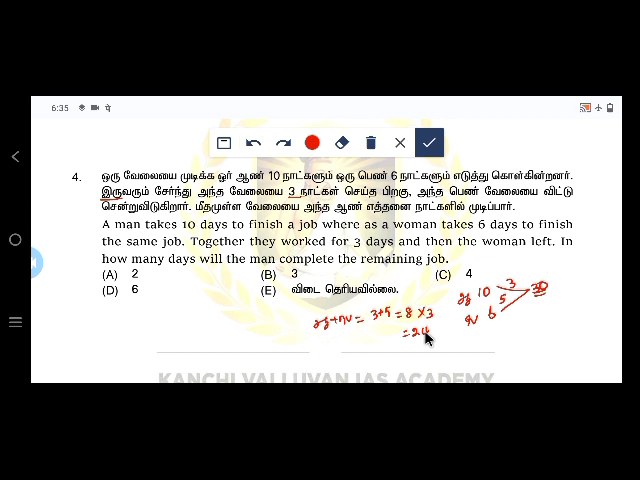 6:35
4. ஒரு வேலையை முடிக்க ஓர் ஆண் 10 நாட்களும் ஒரு பெண் 6 நாட்களும் எடுத்து கொள்கின்றனர்.
இருவரும் சேர்ந்து அந்த வேலையை 3 நாட்கள் செய்த பிறகு, அந்த பெண் வேலையை விட்டு
சென்றுவிடுகிறார். மீதமுள்ள வேலையை அந்த ஆண் எத்தனை நாட்களில் முடிப்பார்.
A man takes 10 days to finish a job where as a woman takes 6 days to finish
the same job. Together they worked for 3 days and then the woman left. In
how many days will the man complete the remaining job.
(A) 2 (B) 3 (C) 4
(D) 6 (E) விடை தெரியவில்லை.
ஆ 10 3 30
5
6
= 3+5 = 8 x 3
= 24
KANCHI VALLUVAN IAS ACADEMY